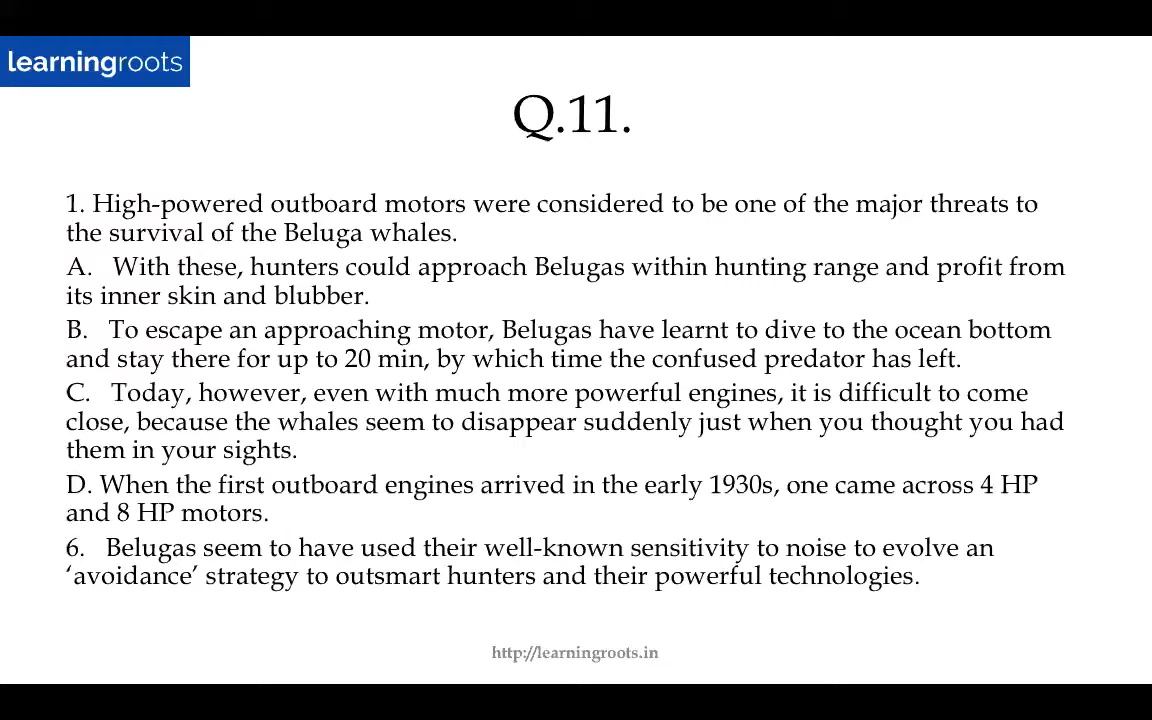 learningroots
Q.11.
1. High-powered outboard motors were considered to be one of the major threats to
the survival of the Beluga whales.
A. With these, hunters could approach Belugas within hunting range and profit from
its inner skin and blubber.
B. To escape an approaching motor, Belugas have learnt to dive to the ocean bottom
and stay there for up to 20 min, by which time the confused predator has left.
C. Today, however, even with much more powerful engines, it is difficult to come
close, because the whales seem to disappear suddenly just when you thought you had
them in your sights.
D. When the first outboard engines arrived in the early 1930s, one came across 4 HP
and 8 HP motors.
6. Belugas seem to have used their well-known sensitivity to noise to evolve an
‘avoidance’ strategy to outsmart hunters and their powerful technologies.
http://learningroots.in